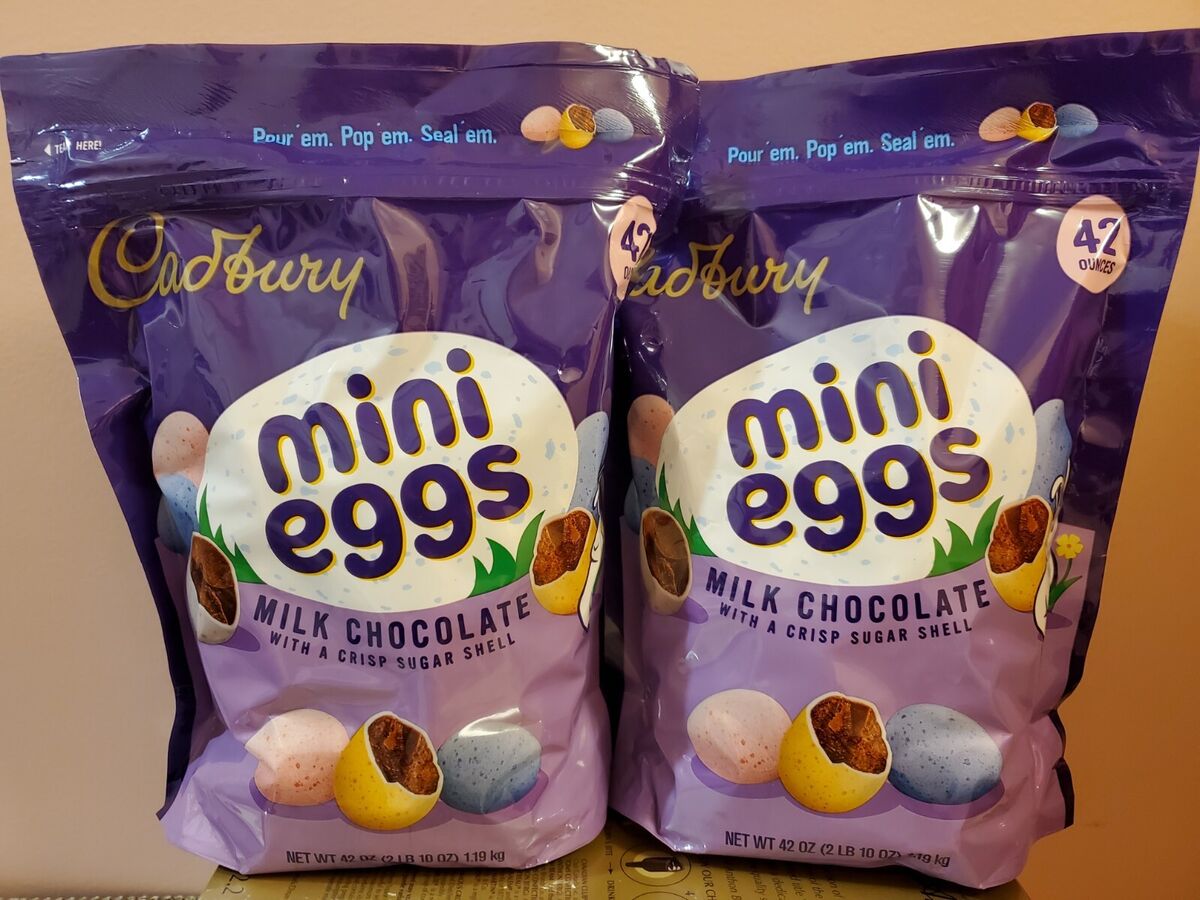 Pour 'em. Pop 'em. Seal 'em.
HERE!
Cadbury
42
mini
eggs
MILK CHOCOLATE
WITH A CRISP SUGAR SHELL
NET WT 42 OZ (2 LB 10 OZ) 1.19 kg
Pour 'em. Pop 'em. Seal 'em.
42
OUNCES
mini
eggs
MILK CHOCOLATE
WITH A CRISP SUGAR SHELL
NET WT 42 OZ (2 LB 10 OZ)